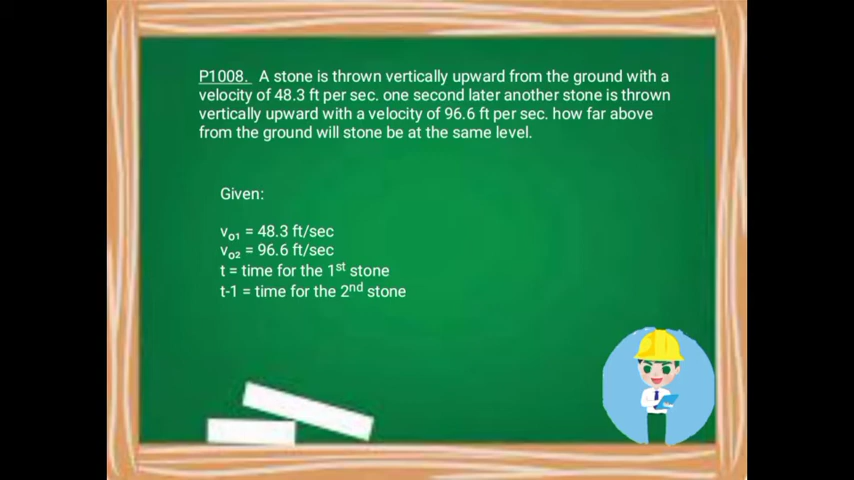 P1008. A stone is thrown vertically upward from the ground with a
velocity of 48.3 ft per sec. one second later another stone is thrown
vertically upward with a velocity of 96.6 ft per sec. how far above
from the ground will stone be at the same level.
Given:
vₒ₁ = 48.3 ft/sec
vₒ₂ = 96.6 ft/sec
t = time for the 1ˢᵗ stone
t-1 = time for the 2ⁿᵈ stone